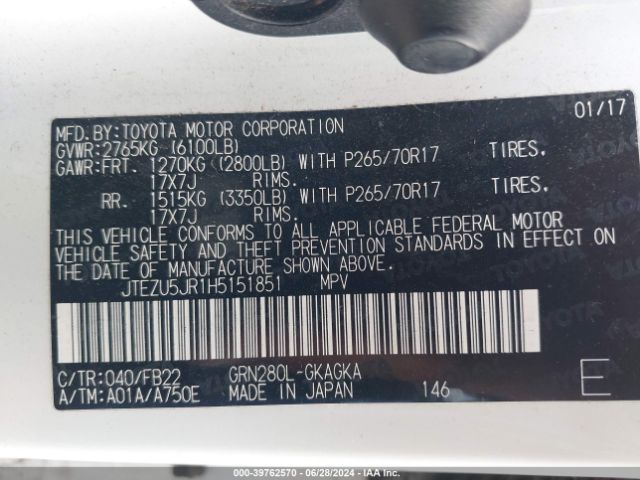 01/17
MFD.BY:TOYOTA MOTOR CORPORATION
GVWR:2765KG (6100LB)
GAWR:FRT. 1270KG (2800LB) WITH P265/70R17 TIRES.
17X7J RIMS.
RR. 1515KG (3350LB) WITH P265/70R17 TIRES.
17X7J RIMS.
THIS VEHICLE CONFORMS TO ALL APPLICABLE FEDERAL MOTOR
VEHICLE SAFETY AND THEFT PREVENTION STANDARDS IN EFFECT ON
THE DATE OF MANUFACTURE SHOWN ABOVE.
JTEZU5JR1H5151851 MPV
C/TR:040/FB22 GRN280L-GKAGKA
A/TM:A01A/A750E MADE IN JAPAN 146 E
000-39762570 | 06/28/2024 | IAAI.COM